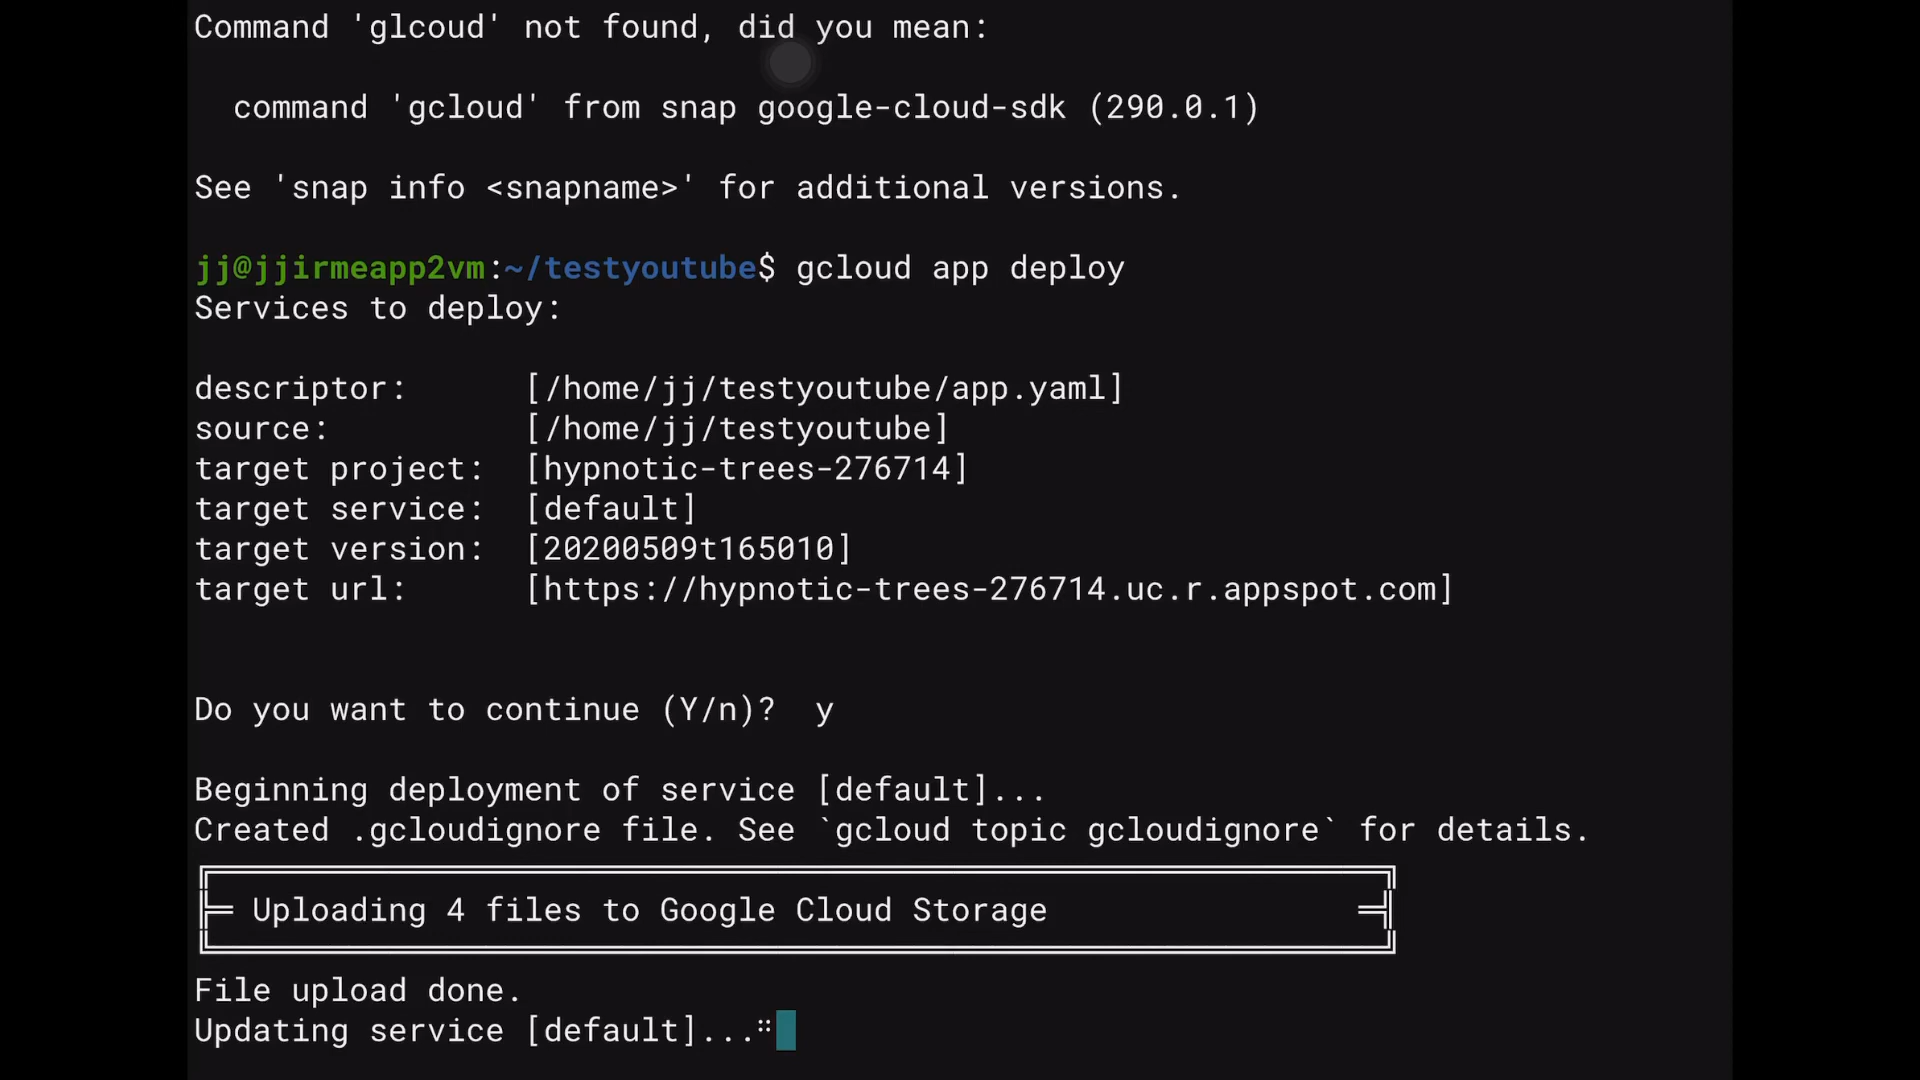 Command 'glcoud' not found, did you mean:
command 'gcloud' from snap google-cloud-sdk (290.0.1)
See 'snap info <snapname>' for additional versions.
jj@jjirmeapp2vm:~/testyoutube$ gcloud app deploy
Services to deploy:
descriptor: [/home/jj/testyoutube/app.yaml]
source: [/home/jj/testyoutube]
target project: [hypnotic-trees-276714]
target service: [default]
target version: [20200509t165010]
target url: [https://hypnotic-trees-276714.uc.r.appspot.com]
Do you want to continue (Y/n)? y
Beginning deployment of service [default]...
Created .gcloudignore file. See `gcloud topic gcloudignore` for details.
Uploading 4 files to Google Cloud Storage
File upload done.
Updating service [default]...